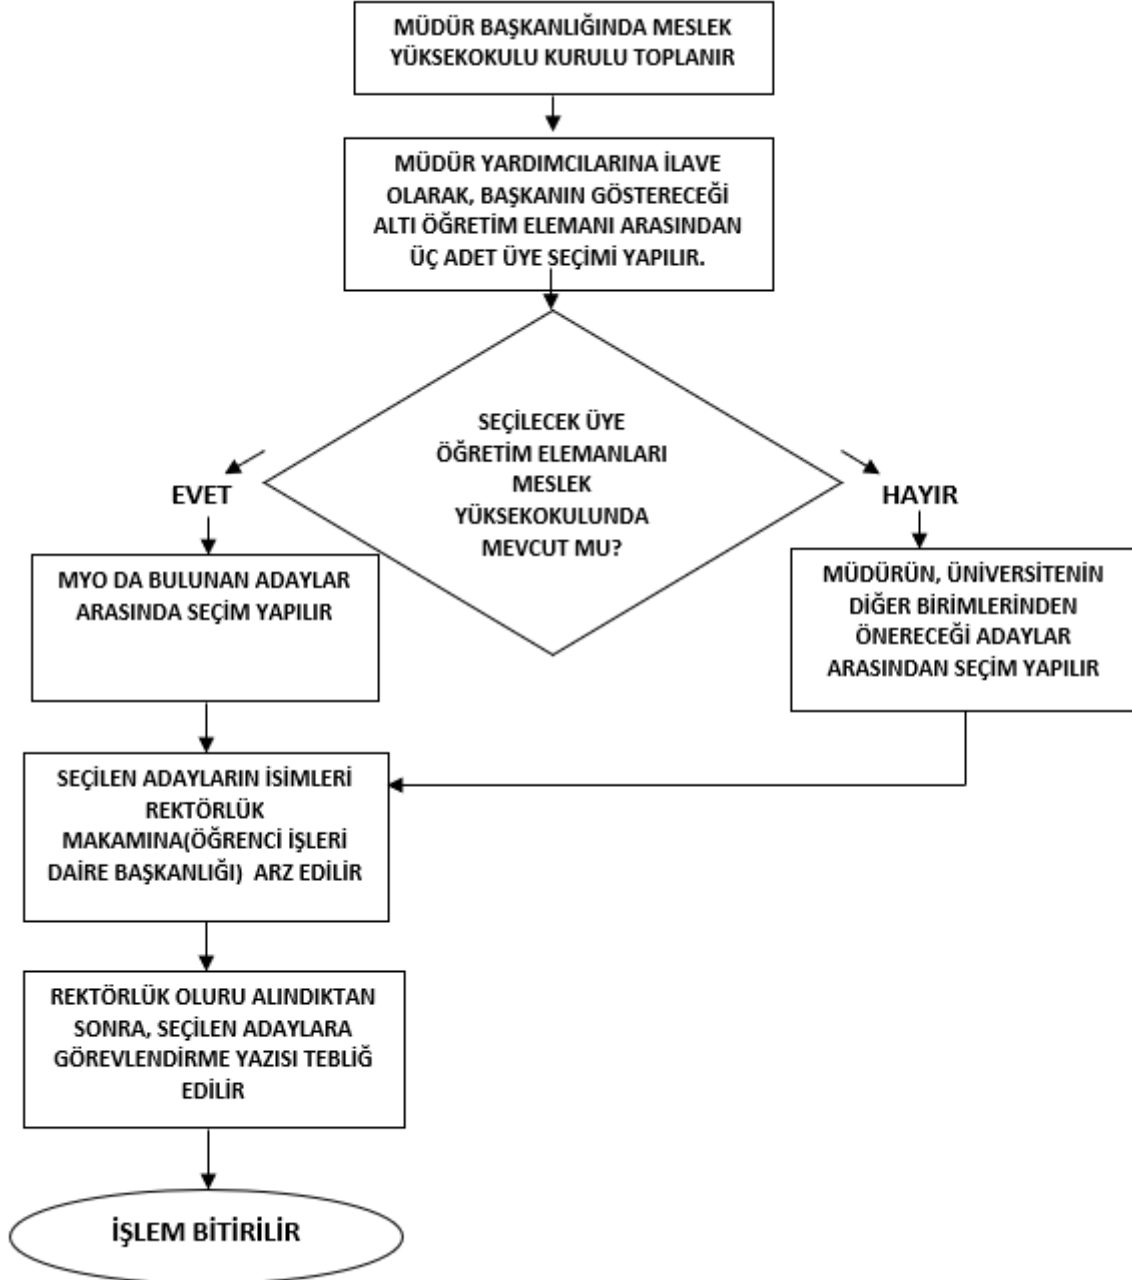 MÜDÜR BAŞKANLIĞINDA MESLEK
YÜKSEKOKULU KURULU TOPLANIR
MÜDÜR YARDIMCILARINA İLAVE
OLARAK, BAŞKANIN GÖSTERECEĞİ
ALTI ÖĞRETİM ELEMANI ARASINDAN
ÜÇ ADET ÜYE SEÇİMİ YAPILIR.
SEÇİLECEK ÜYE
ÖĞRETİM ELEMANLARI
MESLEK
YÜKSEKOKULUNDA
MEVCUT MU?
EVET
HAYIR
MYO DA BULUNAN ADAYLAR
ARASINDA SEÇİM YAPILIR
MÜDÜRÜN, ÜNİVERSİTENİN
DİĞER BİRİMLERİNDEN
ÖNERECEĞİ ADAYLAR
ARASINDAN SEÇİM YAPILIR
SEÇİLEN ADAYLARIN İSİMLERİ
REKTÖRLÜK
MAKAMINA(ÖĞRENCİ İŞLERİ
DAİRE BAŞKANLIĞI) ARZ EDİLİR
REKTÖRLÜK OLURU ALINDIKTAN
SONRA, SEÇİLEN ADAYLARA
GÖREVLENDİRME YAZISI TEBLİĞ
EDİLİR
İŞLEM BİTİRİLİR